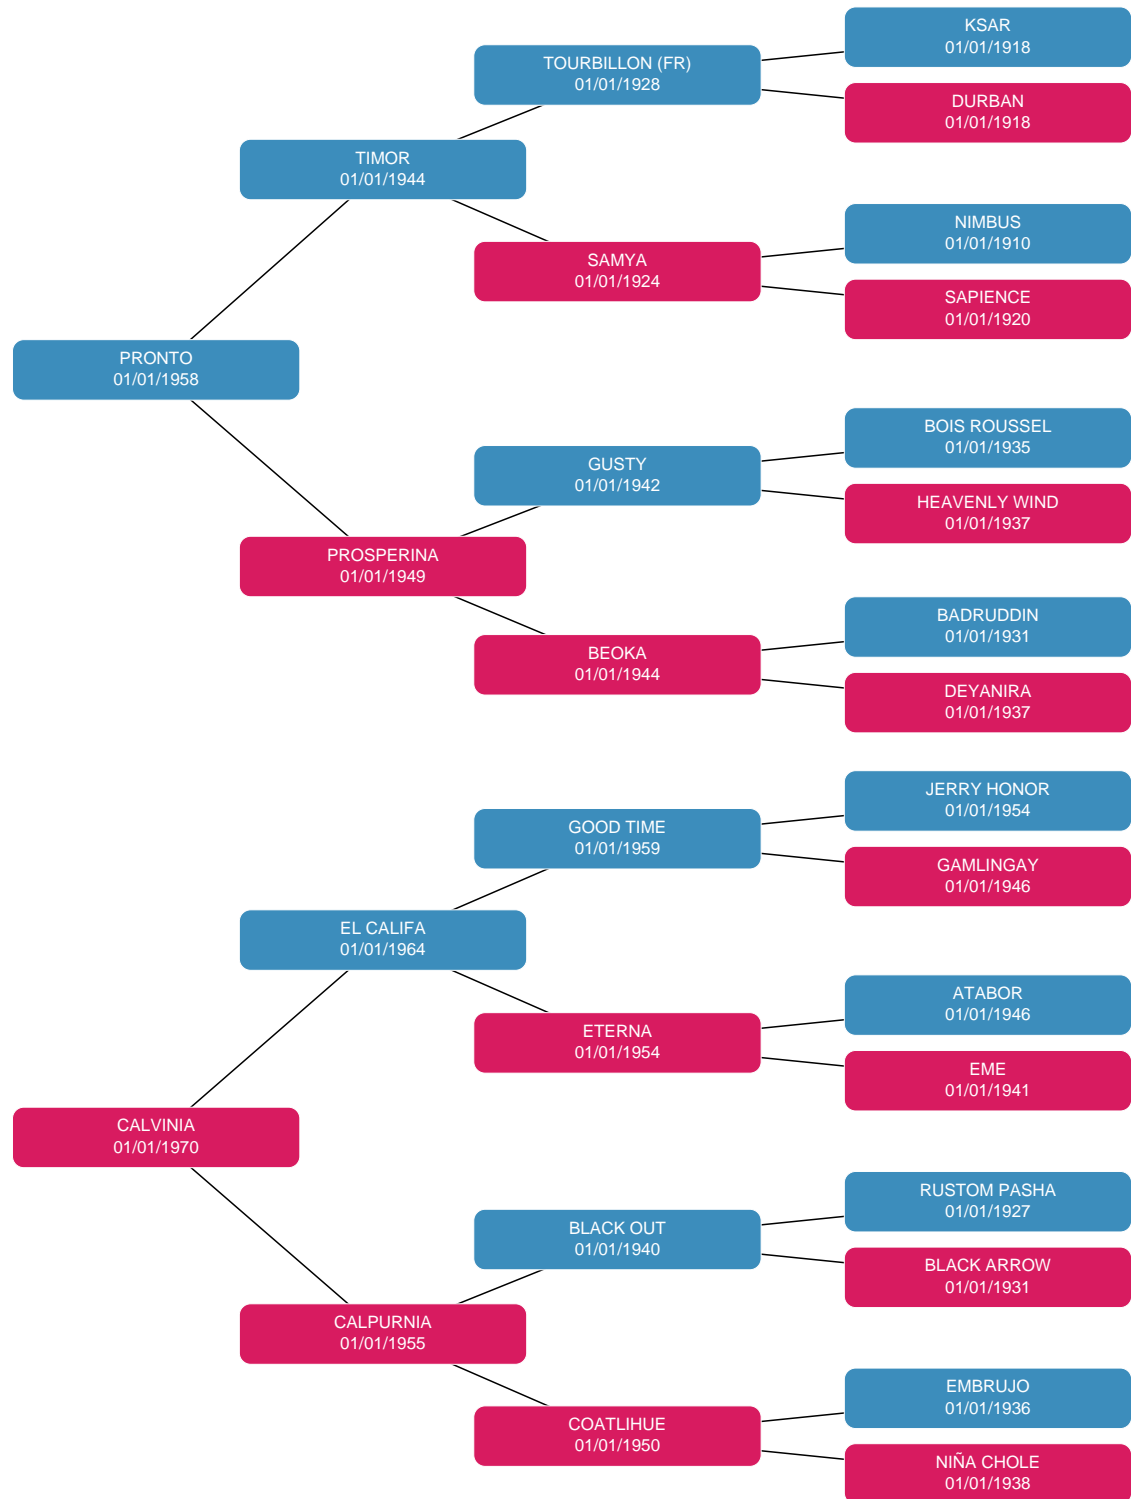 KSAR
01/01/1918
TOURBILLON (FR)
01/01/1928
DURBAN
01/01/1918
TIMOR
01/01/1944
NIMBUS
01/01/1910
SAMYA
01/01/1924
SAPIENCE
01/01/1920
PRONTO
01/01/1958
BOIS ROUSSEL
01/01/1935
GUSTY
01/01/1942
HEAVENLY WIND
01/01/1937
PROSPERINA
01/01/1949
BADRUDDIN
01/01/1931
BEOKA
01/01/1944
DEYANIRA
01/01/1937
JERRY HONOR
01/01/1954
GOOD TIME
01/01/1959
GAMLINGAY
01/01/1946
EL CALIFA
01/01/1964
ATABOR
01/01/1946
ETERNA
01/01/1954
EME
01/01/1941
CALVINIA
01/01/1970
RUSTOM PASHA
01/01/1927
BLACK OUT
01/01/1940
BLACK ARROW
01/01/1931
CALPURNIA
01/01/1955
EMBRUJO
01/01/1936
COATLIHUE
01/01/1950
NIÑA CHOLE
01/01/1938